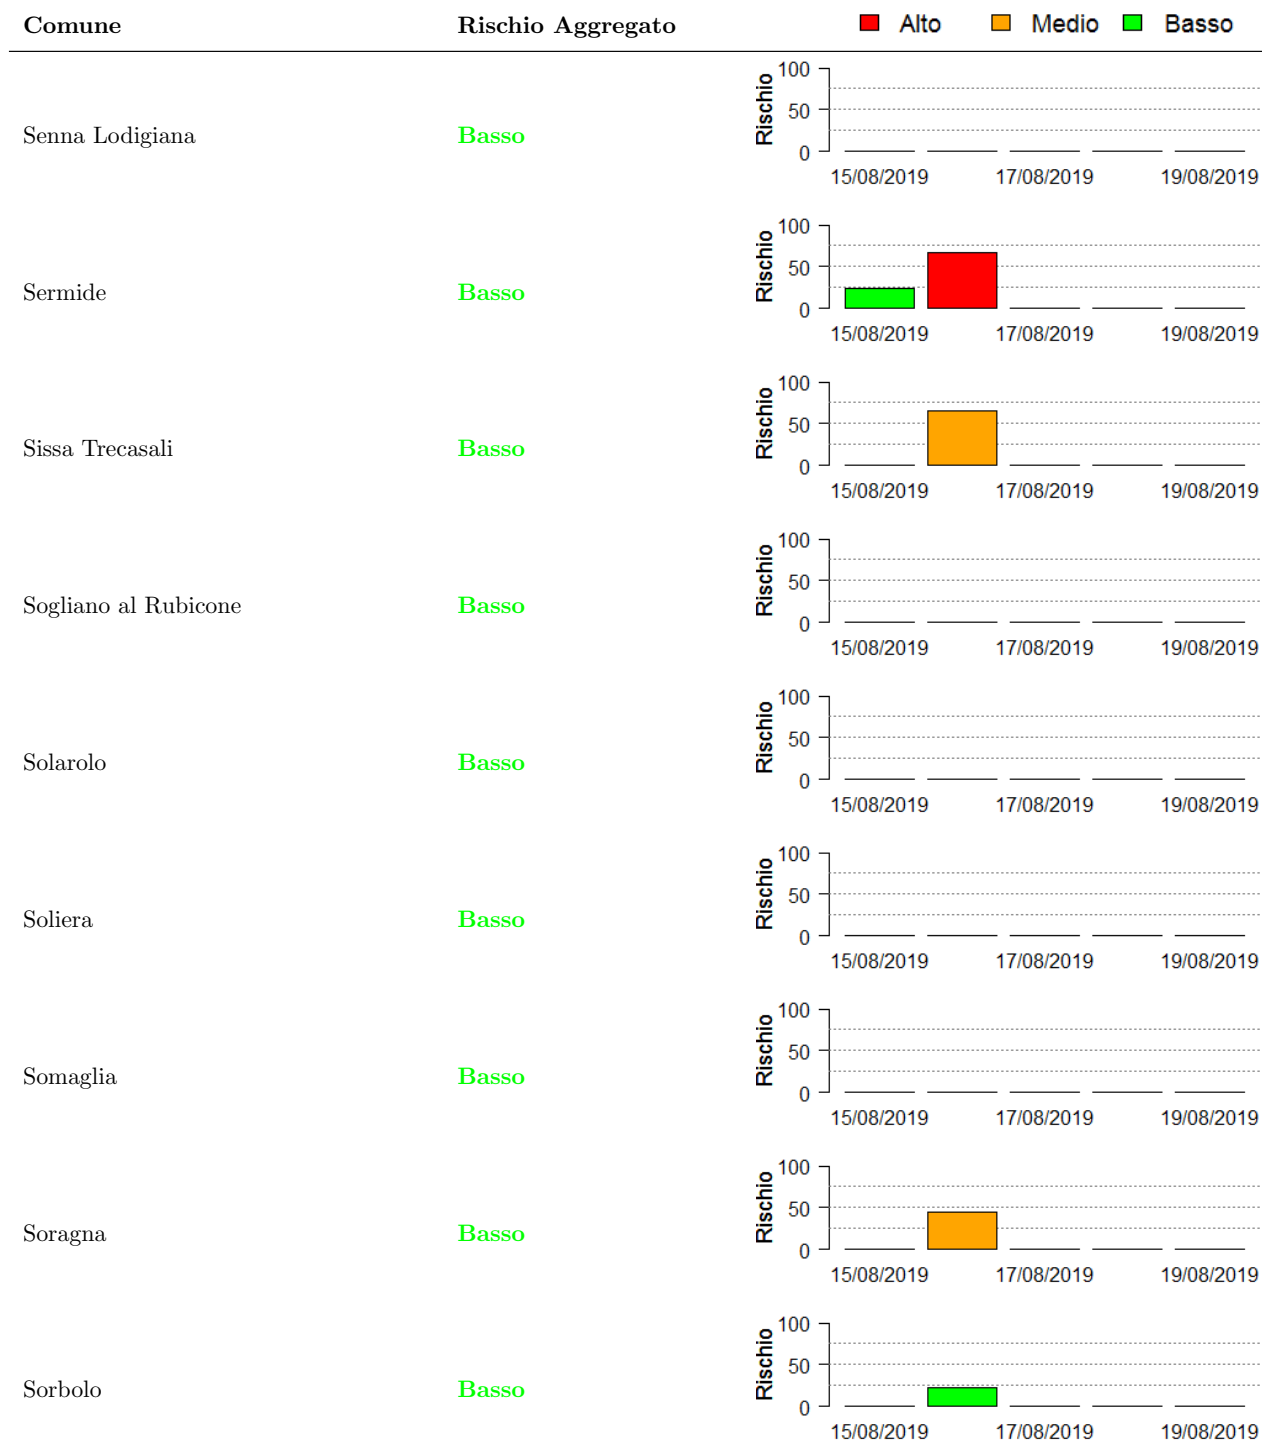 Comune Rischio Aggregato Alto Medio Basso
Senna Lodigiana Basso
Rischio
100
50
0
15/08/2019 17/08/2019 19/08/2019
Sermide Basso
Rischio
100
50
0
15/08/2019 17/08/2019 19/08/2019
Sissa Trecasali Basso
Rischio
100
50
0
15/08/2019 17/08/2019 19/08/2019
Sogliano al Rubicone Basso
Rischio
100
50
0
15/08/2019 17/08/2019 19/08/2019
Solarolo Basso
Rischio
100
50
0
15/08/2019 17/08/2019 19/08/2019
Soliera Basso
Rischio
100
50
0
15/08/2019 17/08/2019 19/08/2019
Somaglia Basso
Rischio
100
50
0
15/08/2019 17/08/2019 19/08/2019
Soragna Basso
Rischio
100
50
0
15/08/2019 17/08/2019 19/08/2019
Sorbolo Basso
Rischio
100
50
0
15/08/2019 17/08/2019 19/08/2019